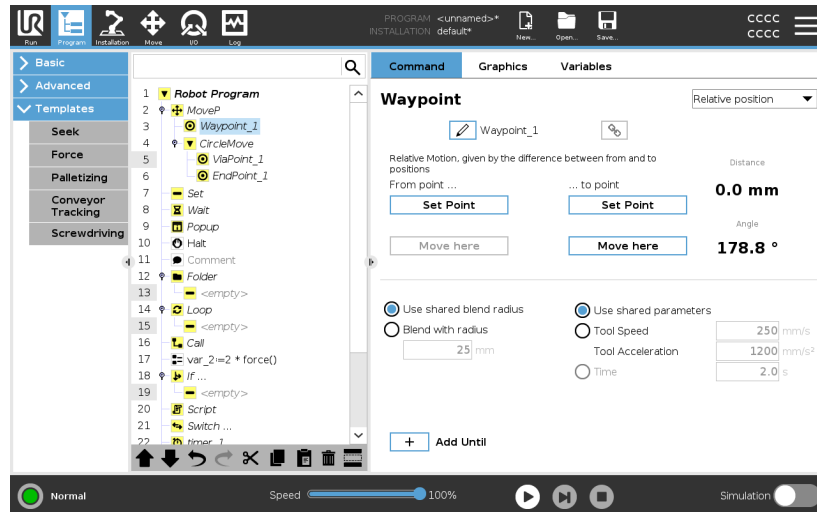 PROGRAM <unnamed>*
INSTALLATION default*
CCCC
CCCC
Run
Program
Installation
Move
I/O
Log
New...
Open...
Save...
Basic
Advanced
Templates
Seek
Force
Palletizing
Conveyor
Tracking
Screwdriving
1 Robot Program
2 MoveP
3 Waypoint_1
4 CircleMove
5 ViaPoint_1
6 EndPoint_1
7 Set
8 Wait
9 Popup
10 Halt
11 Comment
12 Folder
13 <empty>
14 Loop
15 <empty>
16 Call
17 var_2:=2 * force()
18 If ...
19 <empty>
20 Script
21 Switch ...
22 timer_1
Command Graphics Variables
Waypoint
Relative position
Waypoint_1
Relative Motion, given by the difference between from and to
positions
From point ...
... to point
Set Point
Set Point
Move here
Move here
Distance
0.0 mm
Angle
178.8 °
Use shared blend radius
Blend with radius
25 mm
Use shared parameters
Tool Speed 250 mm/s
Tool Acceleration 1200 mm/s²
Time 2.0 s
+ Add Until
Normal
Speed 100%
Simulation